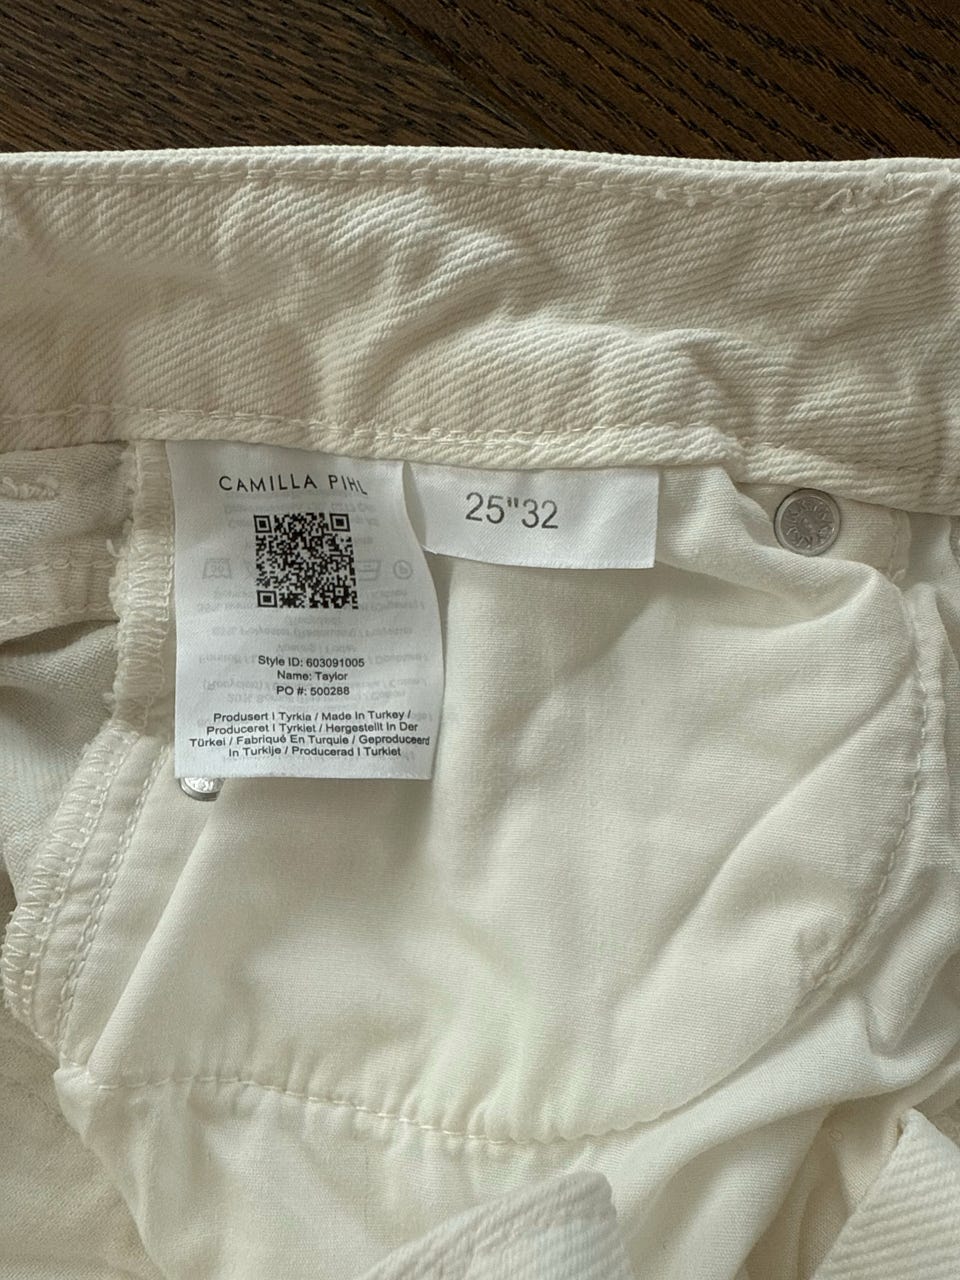 CAMILLA PIHL
25"32
Style ID: 603091005
Name: Taylor
PO #: 500288
Produsert I Tyrkia / Made In Turkey /
Produceret I Tyrkiet / Hergestellt In Der
Türkei / Fabriqué En Turquie / Geproduceerd
In Turkije / Producerad I Turkiet